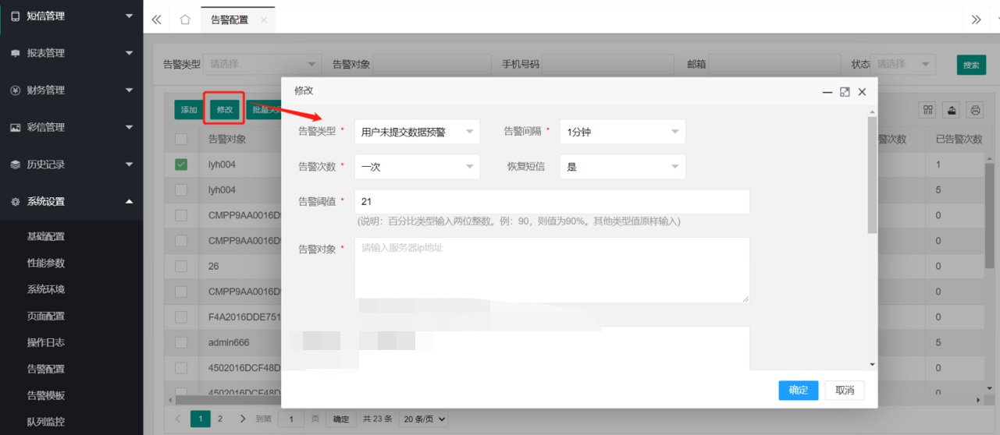 短信管理
报表管理
财务管理
彩信管理
历史记录
系统设置
基础配置
性能参数
系统环境
页面配置
操作日志
告警配置
告警模板
队列监控
告警配置
告警类型 请选择 告警对象 手机号码 邮箱 状态 请选择 搜索
添加 修改
告警对象 警次数 已告警次数
lyh004 1
lyh004 5
CMPP9AA0016D 0
CMPP9AA0016D 0
26 0
CMPP9AA0016D 0
F4A2016DDE751 0
admin666 5
4502016DCF48D 0
4502016DCF48D 0
1 2 到第 1 页 确定 共 23 条 20 条/页
修改
告警类型 * 用户未提交数据预警 告警间隔 * 1分钟
告警次数 * 一次 恢复短信 是
告警阈值 * 21
(说明：百分比类型输入两位整数。例：90，则值为90%。其他类型值原样输入)
告警对象 * 请输入服务器ip地址
确定 取消